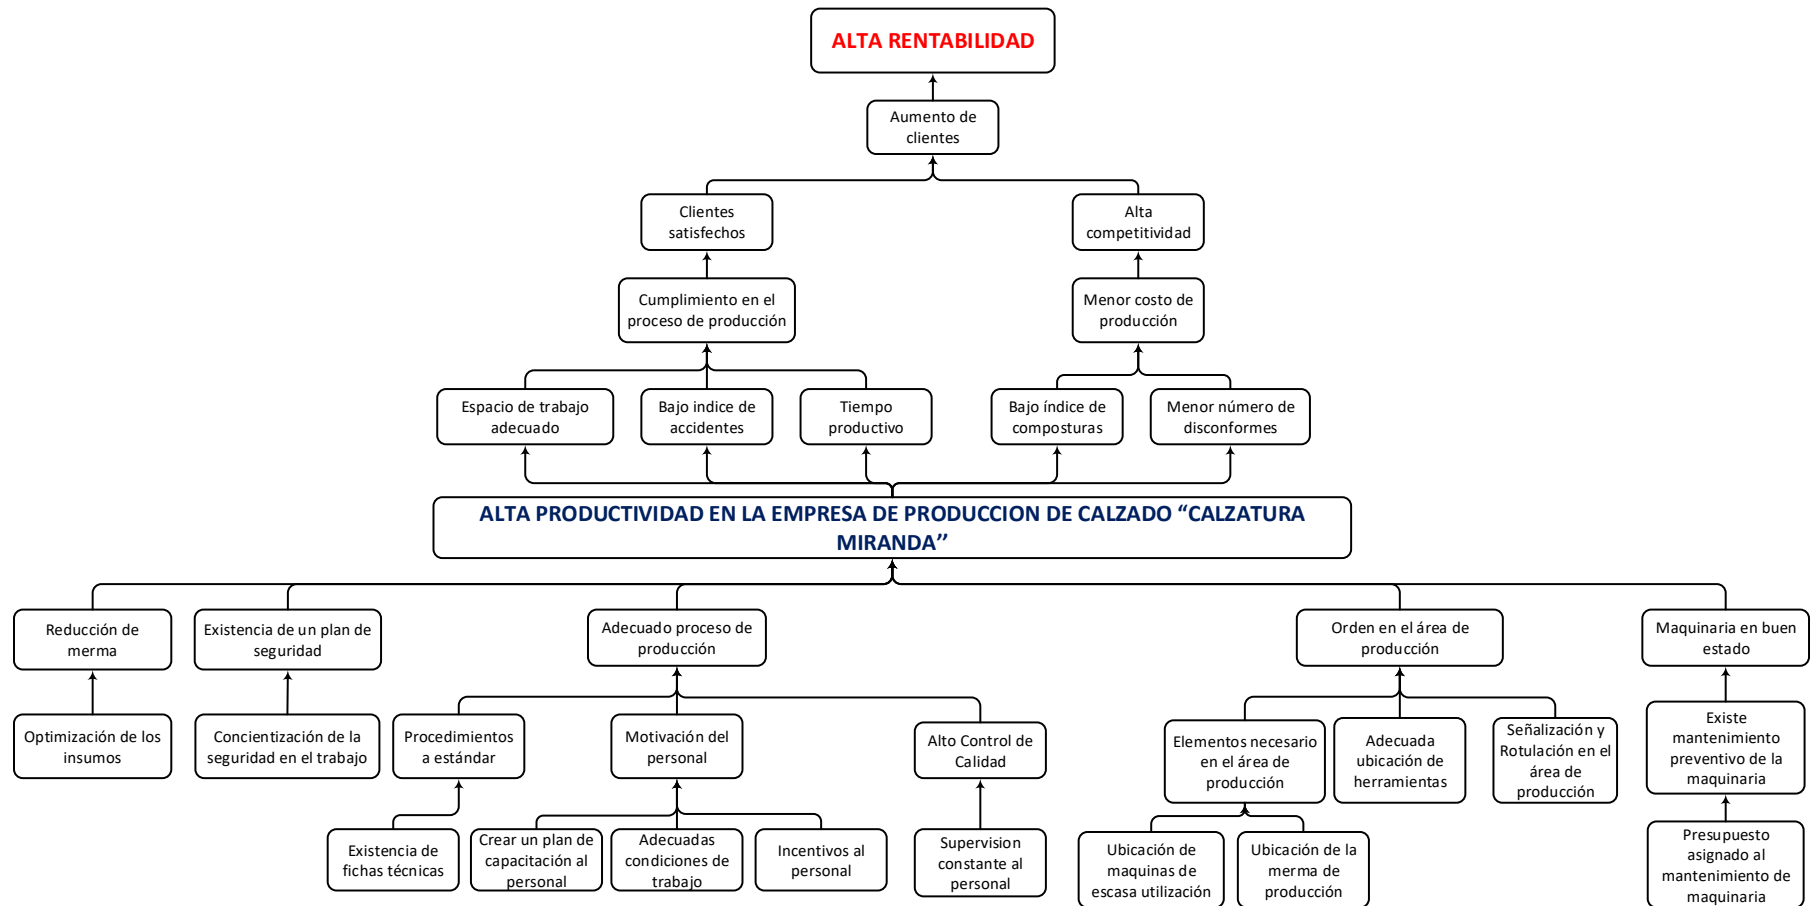 ALTA RENTABILIDAD
Aumento de
clientes
Clientes
satisfechos
Alta
competitividad
Cumplimiento en el
proceso de producción
Menor costo de
producción
Espacio de trabajo
adecuado
Bajo indice de
accidentes
Tiempo
productivo
Bajo índice de
composturas
Menor número de
disconformes
ALTA PRODUCTIVIDAD EN LA EMPRESA DE PRODUCCION DE CALZADO “CALZATURA
MIRANDA’’
Reducción de
merma
Existencia de un plan de
seguridad
Adecuado proceso de
producción
Orden en el área de
producción
Maquinaria en buen
estado
Optimización de los
insumos
Concientización de la
seguridad en el trabajo
Procedimientos
a estándar
Motivación del
personal
Alto Control de
Calidad
Elementos necesario
en el área de
producción
Adecuada
ubicación de
herramientas
Señalización y
Rotulación en el
área de
producción
Existe
mantenimiento
preventivo de la
maquinaria
Existencia de
fichas técnicas
Crear un plan de
capacitación al
personal
Adecuadas
condiciones de
trabajo
Incentivos al
personal
Supervision
constante al
personal
Ubicación de
maquinas de
escasa utilización
Ubicación de la
merma de
producción
Presupuesto
asignado al
mantenimiento de
maquinaria